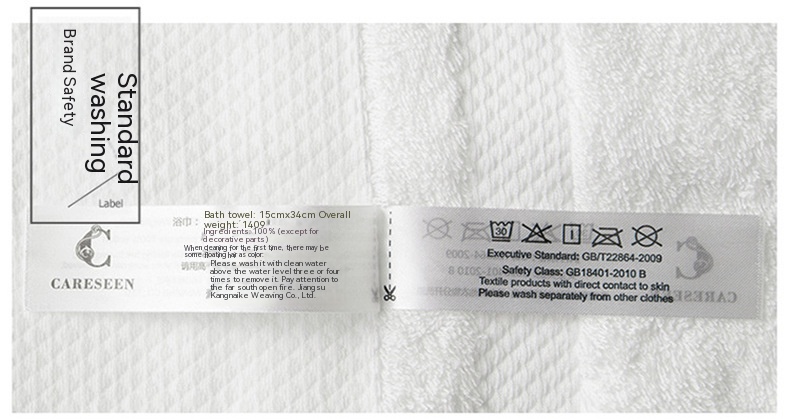 Brand Safety
Standard
washing
Label
浴巾：
Bath towel: 15cmx34cm Overall
weight: 1409
Ingredients: 100% (except for
decorative parts)
When cleaning for the first time, there may be
some floating hair as color:
Please wash it with clean water
above the water level three or four
times to remove it. Pay attention to
the far south open fire. Jiangsu
Kangnaike Weaving Co., Ltd.
CARESEEN
30
Executive Standard: GB/T22864-2009
Safety Class: GB18401-2010 B
Textile products with direct contact to skin
Please wash separately from other clothes